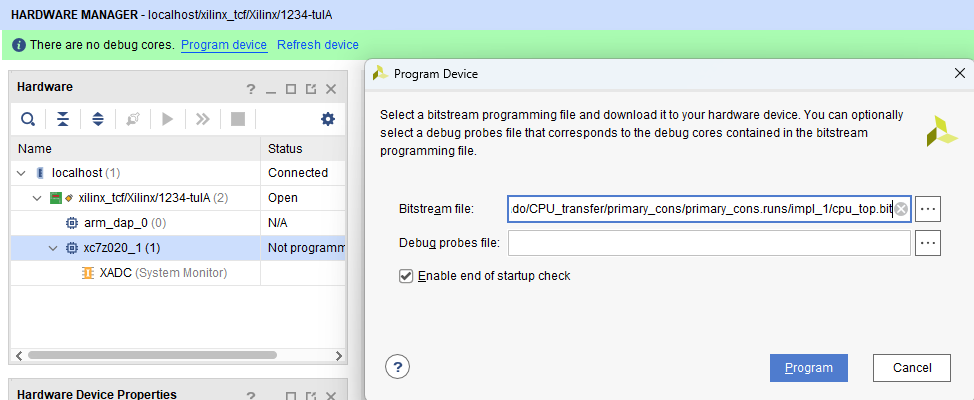 HARDWARE MANAGER - localhost/xilinx_tcf/Xilinx/1234-tulA
There are no debug cores. Program device Refresh device
Hardware
Name Status
localhost (1) Connected
xilinx_tcf/Xilinx/1234-tulA (2) Open
arm_dap_0 (0) N/A
xc7z020_1 (1) Not programm
XADC (System Monitor)
Hardware Device Properties
Program Device
Select a bitstream programming file and download it to your hardware device. You can optionally
select a debug probes file that corresponds to the debug cores contained in the bitstream
programming file.
Bitstream file: .do/CPU_transfer/primary_cons/primary_cons.runs/impl_1/cpu_top.bit
Debug probes file:
Enable end of startup check
? Program Cancel